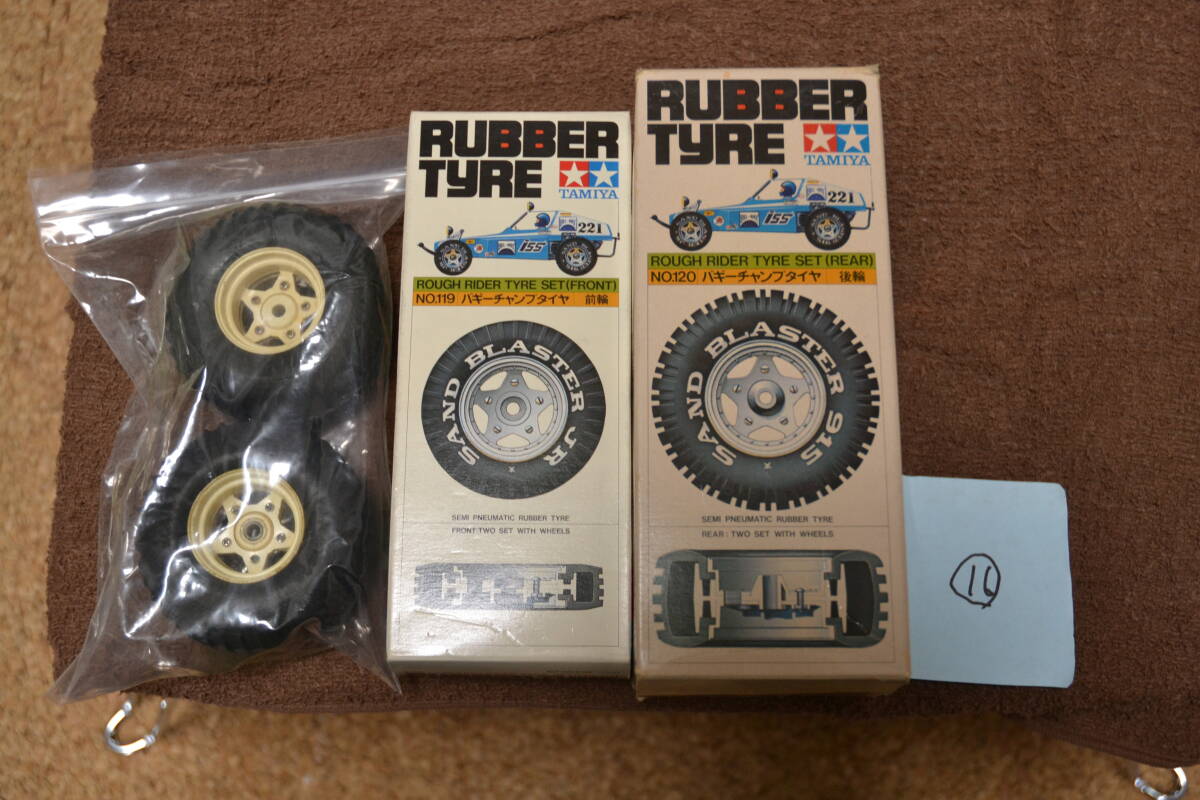 RUBBER
TYRE
TAMIYA
221
iss
SAND BLASTER JR
ROUGH RIDER TYRE SET (FRONT)
NO.119 バギーチャンプタイヤ 前輪
SEMI PNEUMATIC RUBBER TYRE
FRONT:TWO SET WITH WHEELS
RUBBER
TYRE
TAMIYA
221
iss
ROUGH RIDER TYRE SET (REAR)
NO.120 バギーチャンプタイヤ 後輪
SAND BLASTER 915
SEMI PNEUMATIC RUBBER TYRE
REAR : TWO SET WITH WHEELS
16